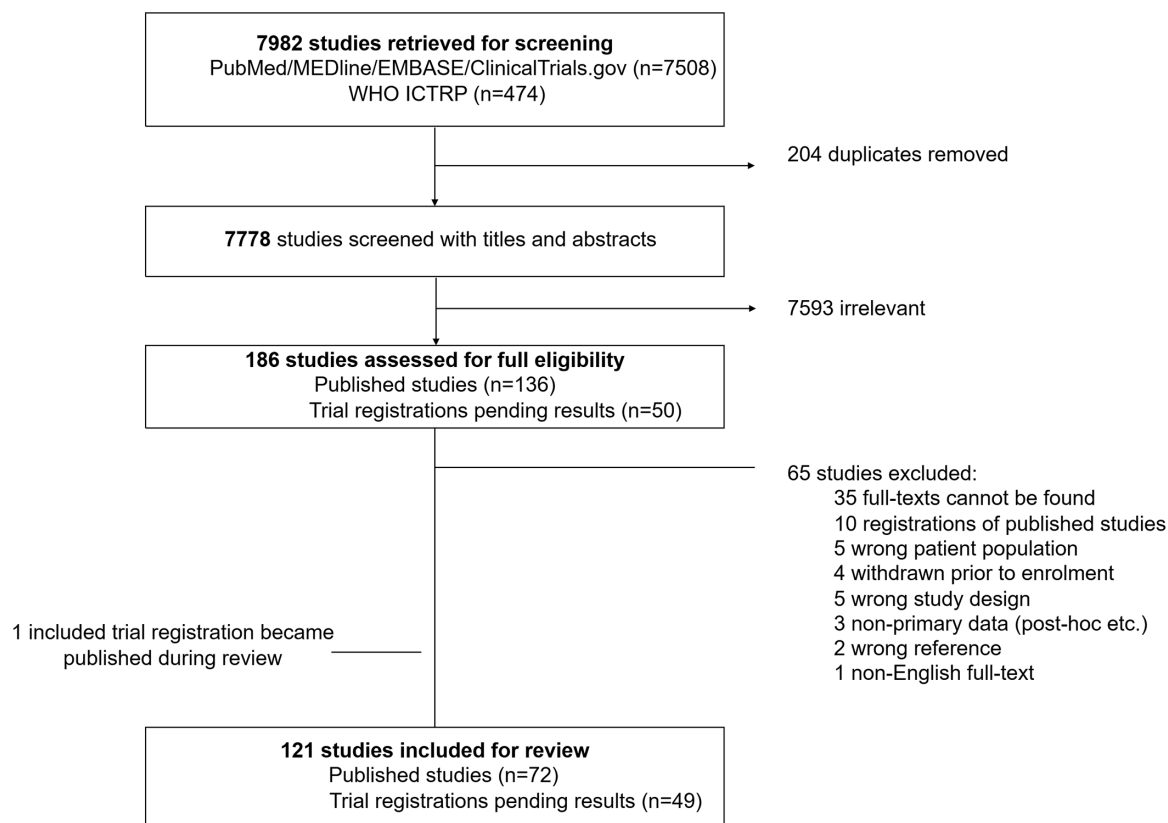 7982 studies retrieved for screening
PubMed/MEDline/EMBASE/ClinicalTrials.gov (n=7508)
WHO ICTRP (n=474)
204 duplicates removed
7778 studies screened with titles and abstracts
7593 irrelevant
186 studies assessed for full eligibility
Published studies (n=136)
Trial registrations pending results (n=50)
65 studies excluded:
35 full-texts cannot be found
10 registrations of published studies
5 wrong patient population
4 withdrawn prior to enrolment
5 wrong study design
3 non-primary data (post-hoc etc.)
2 wrong reference
1 non-English full-text
1 included trial registration became
published during review
121 studies included for review
Published studies (n=72)
Trial registrations pending results (n=49)